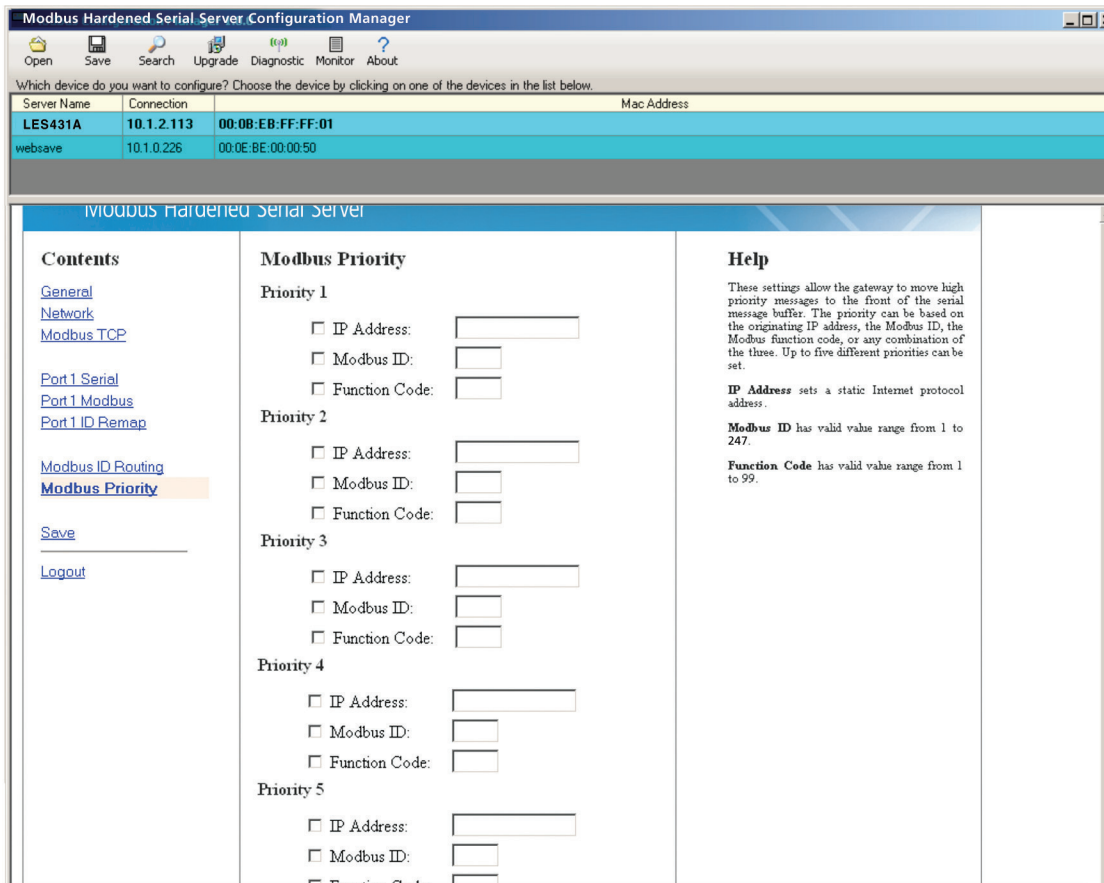 Modbus Hardened Serial Server Configuration Manager
Open Save Search Upgrade Diagnostic Monitor About
Which device do you want to configure? Choose the device by clicking on one of the devices in the list below.
Server Name Connection Mac Address
LES431A 10.1.2.113 00:0B:EB:FF:FF:01
websave 10.1.0.226 00:0E:BE:00:00:50
Modbus Hardened Serial Server
Contents
General
Network
Modbus TCP
Port 1 Serial
Port 1 Modbus
Port 1 ID Remap
Modbus ID Routing
Modbus Priority
Save
Logout
Modbus Priority
Priority 1
IP Address:
Modbus ID:
Function Code:
Priority 2
IP Address:
Modbus ID:
Function Code:
Priority 3
IP Address:
Modbus ID:
Function Code:
Priority 4
IP Address:
Modbus ID:
Function Code:
Priority 5
IP Address:
Modbus ID:
Function Code:
Help
These settings allow the gateway to move high
priority messages to the front of the serial
message buffer. The priority can be based on
the originating IP address, the Modbus ID, the
Modbus function code, or any combination of
the three. Up to five different priorities can be
set.
IP Address sets a static Internet protocol
address.
Modbus ID has valid value range from 1 to
247.
Function Code has valid value range from 1
to 99.